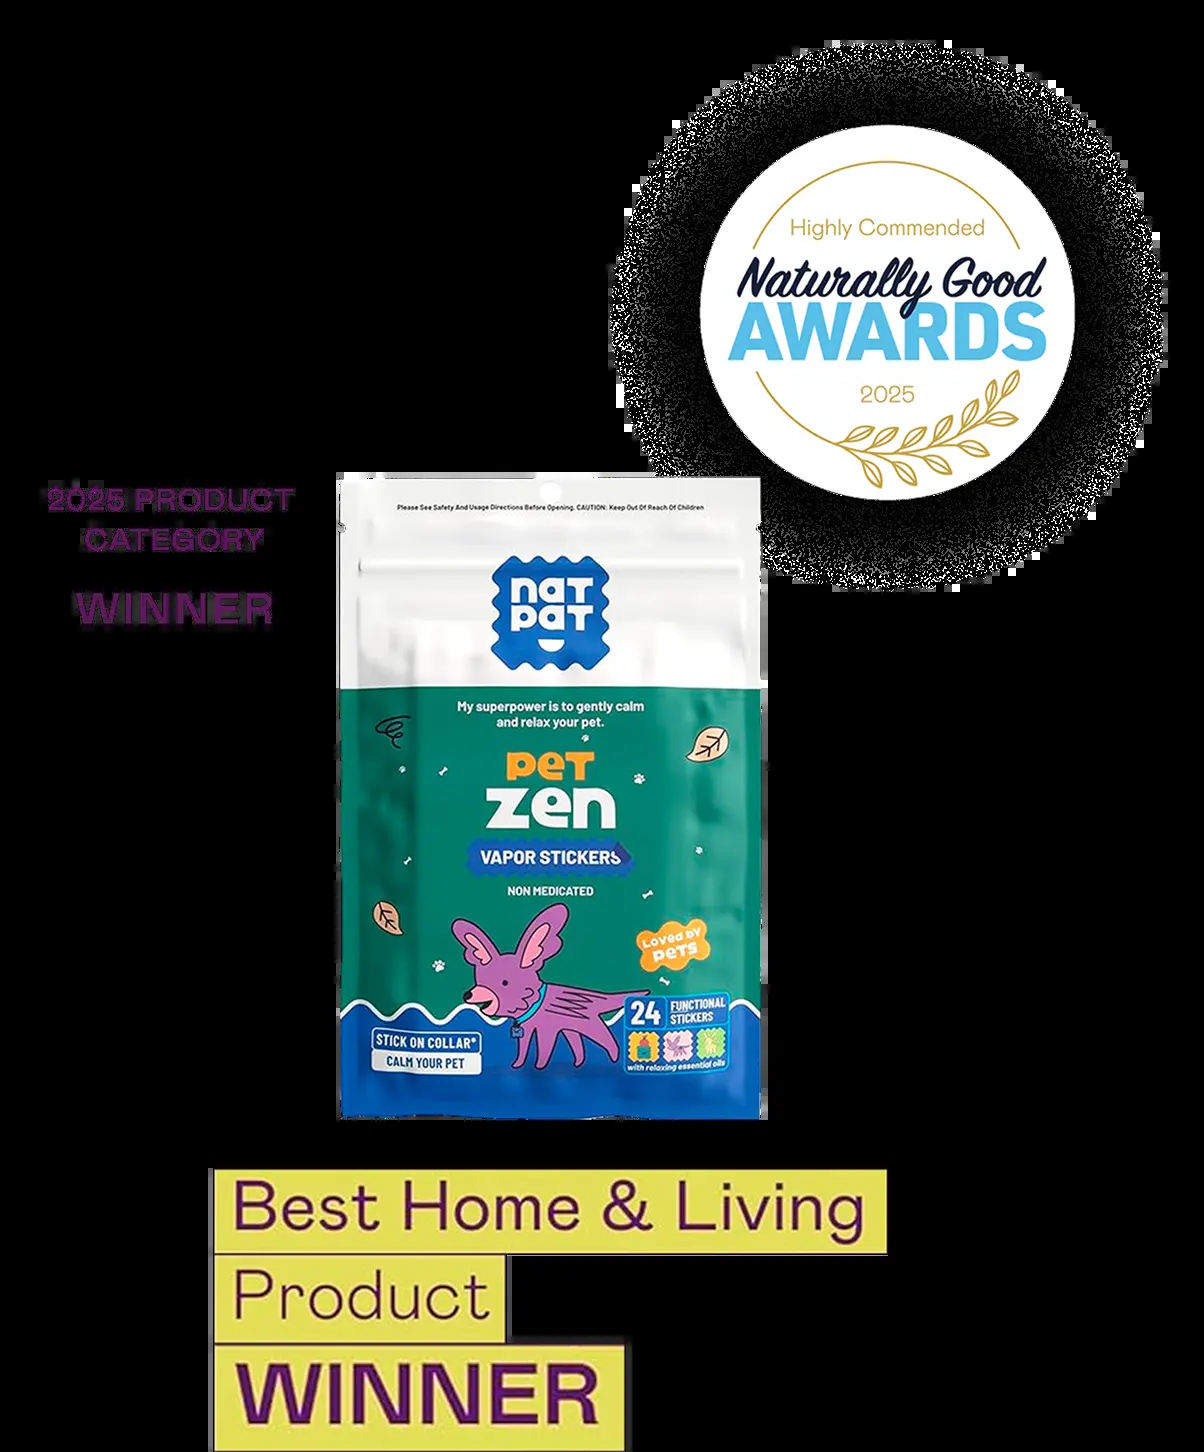 Highly Commended
Naturally Good
AWARDS
2025
2025 PRODUCT
CATEGORY
WINNER
Please See Safety And Usage Directions Before Opening. CAUTION: Keep Out Of Reach Of Children
nat
pat
My superpower is to gently calm
and relax your pet.
pet
zen
VAPOR STICKERS
NON MEDICATED
Loved by
pets
24 FUNCTIONAL
STICKERS
STICK ON COLLAR*
CALM YOUR PET
with relaxing essential oils
Best Home & Living
Product
WINNER